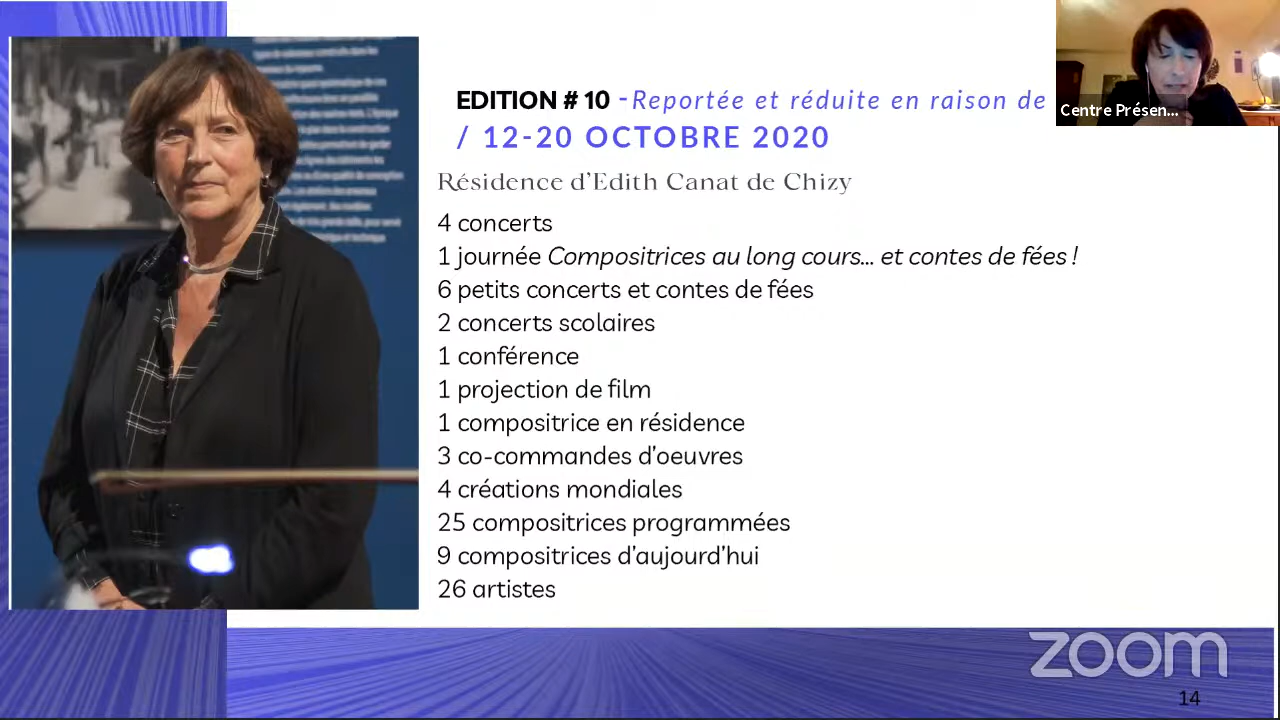 EDITION # 10 -Reportée et réduite en raison de
/ 12-20 OCTOBRE 2020
Résidence d'Edith Canat de Chizy
4 concerts
1 journée Compositrices au long cours... et contes de fées !
6 petits concerts et contes de fées
2 concerts scolaires
1 conférence
1 projection de film
1 compositrice en résidence
3 co-commandes d'oeuvres
4 créations mondiales
25 compositrices programmées
9 compositrices d'aujourd'hui
26 artistes
Centre Présen...
zoom
14